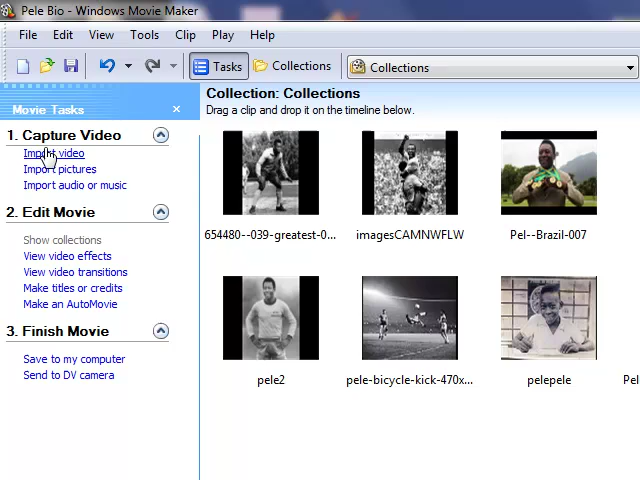 Pele Bio - Windows Movie Maker
File Edit View Tools Clip Play Help
Tasks Collections Collections
Movie Tasks
Collection: Collections
Drag a clip and drop it on the timeline below.
1. Capture Video
Import video
Import pictures
Import audio or music
2. Edit Movie
Show collections
View video effects
View video transitions
Make titles or credits
Make an AutoMovie
3. Finish Movie
Save to my computer
Send to DV camera
654480--039-greatest-0...
imagesCAMNWFLW
Pel--Brazil-007
pele2
pele-bicycle-kick-470x...
pelepele
Pel